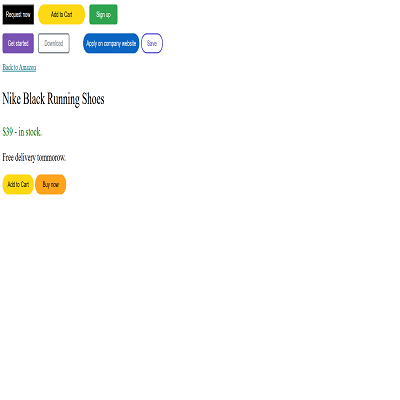 Request now Add to Cart Sign up
Get started Download Apply on company website Save
Back to Amazon
Nike Black Running Shoes
$39 - in stock.
Free delivery tommorow.
Add to Cart Buy now